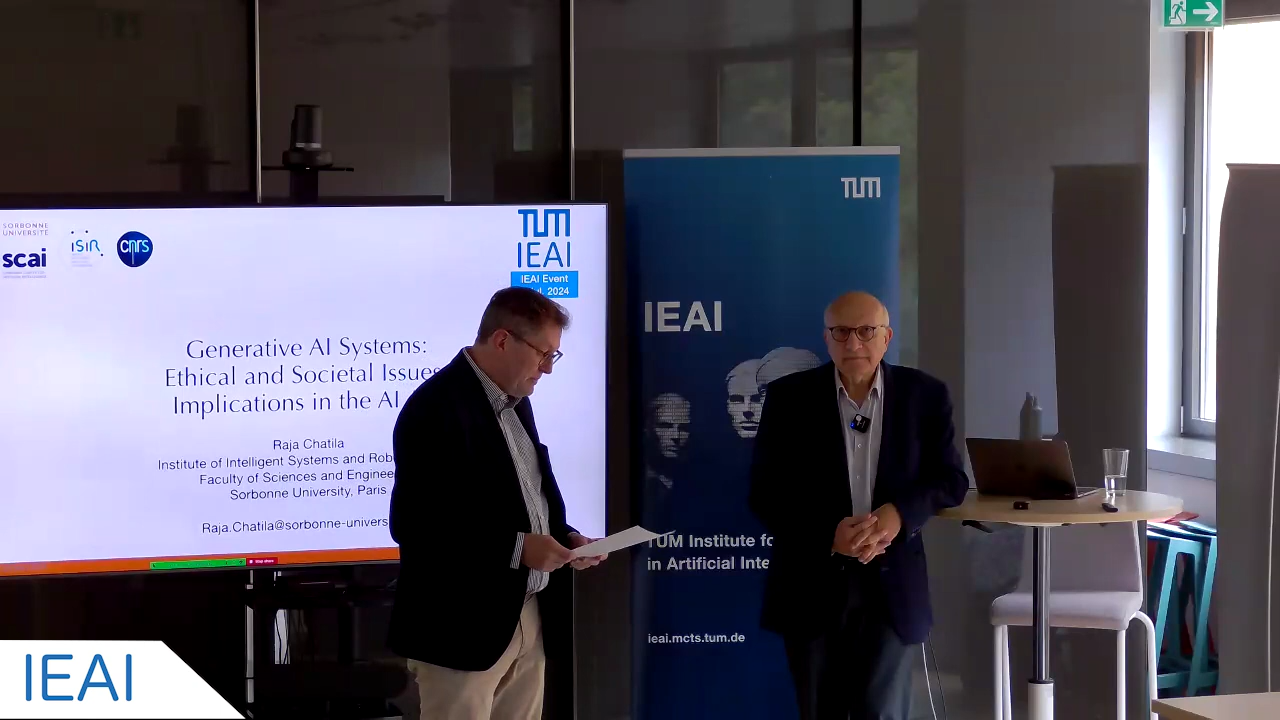 SORBONNE
UNIVERSITÉ
scai
ISIR
cnrs
TUM
IEAI
IEAI Event
2024
Generative AI Systems:
Ethical and Societal Issues
Implications in the AI
Raja Chatila
Institute of Intelligent Systems and Rob
Faculty of Sciences and Enginee
Sorbonne University, Paris
Raja.Chatila@sorbonne-univers
TUM
IEAI
TUM Institute fo
in Artificial Inte
ieai.mcts.tum.de
IEAI